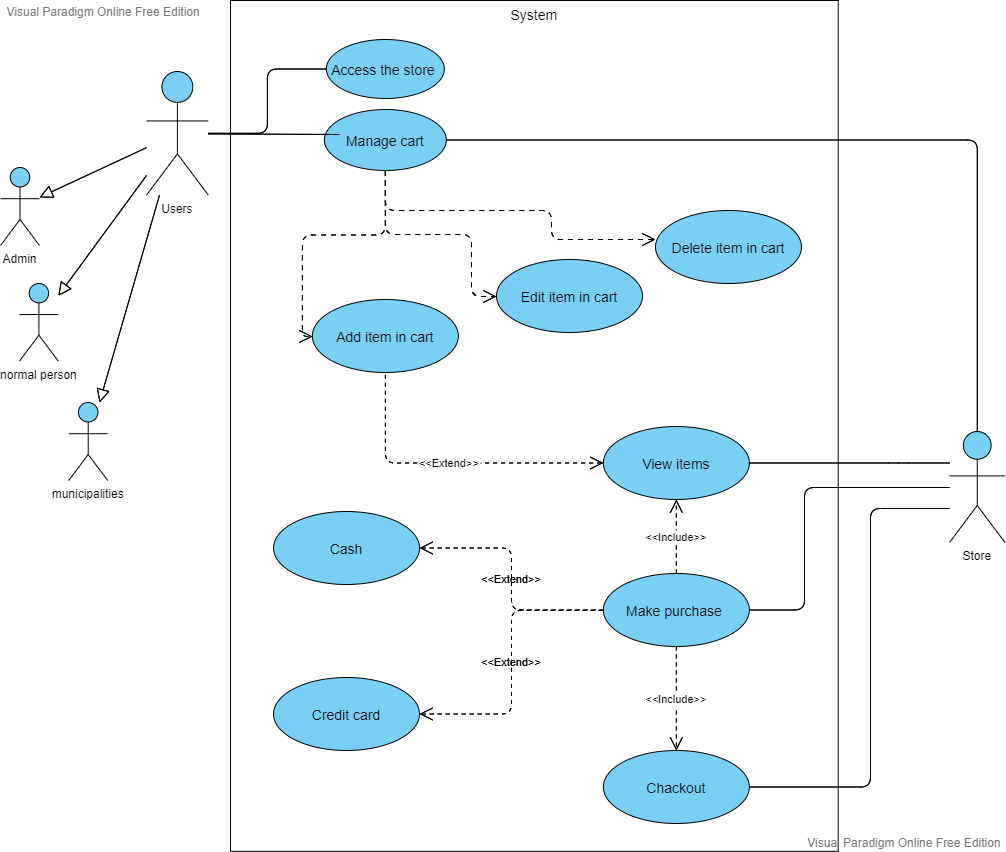 Visual Paradigm Online Free Edition
System
Access the store
Manage cart
Users
Admin
normal person
municipalities
Delete item in cart
Edit item in cart
Add item in cart
<<Extend>>
View items
<<Include>>
Cash
<<Extend>>
Make purchase
<<Extend>>
Credit card
<<Include>>
Chackout
Store
Visual Paradigm Online Free Edition